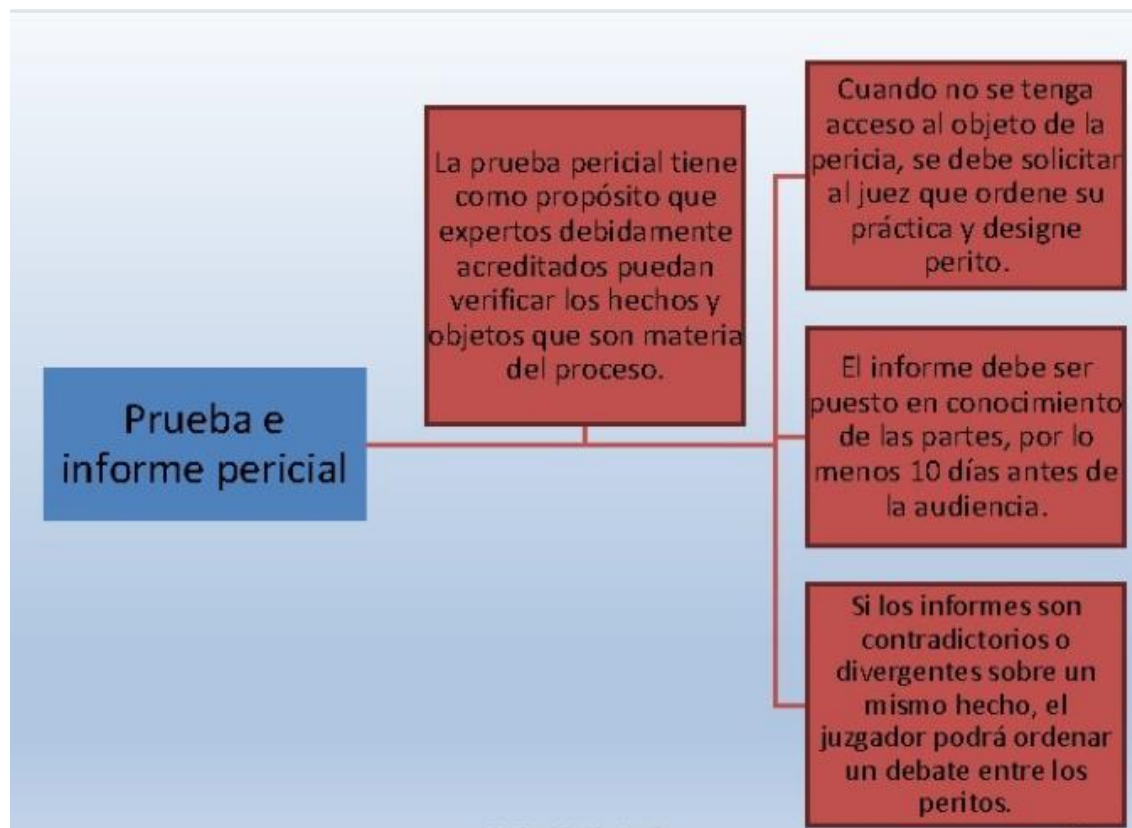 Prueba e
informe pericial
La prueba pericial tiene
como propósito que
expertos debidamente
acreditados puedan
verificar los hechos y
objetos que son materia
del proceso.
Cuando no se tenga
acceso al objeto de la
pericia, se debe solicitar
al juez que ordene su
práctica y designe
perito.
El informe debe ser
puesto en conocimiento
de las partes, por lo
menos 10 días antes de
la audiencia.
Si los informes son
contradictorios o
divergentes sobre un
mismo hecho, el
juzgador podrá ordenar
un debate entre los
peritos.